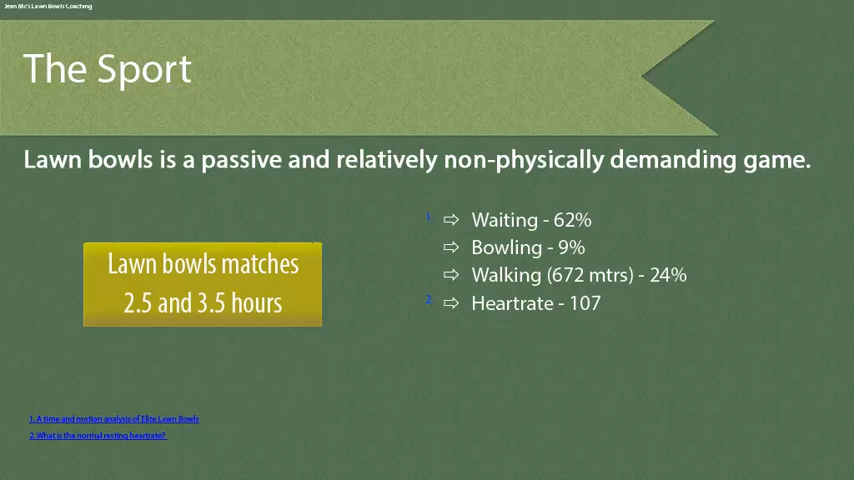 Jean Mc's Lawn Bowls Coaching
The Sport
Lawn bowls is a passive and relatively non-physically demanding game.
Lawn bowls matches
2.5 and 3.5 hours
1. ⇨ Waiting - 62%
⇨ Bowling - 9%
⇨ Walking (672 mtrs) - 24%
2. ⇨ Heartrate - 107
1. A time and motion analysis of Elite Lawn Bowls
2. What is the normal resting heartrate?